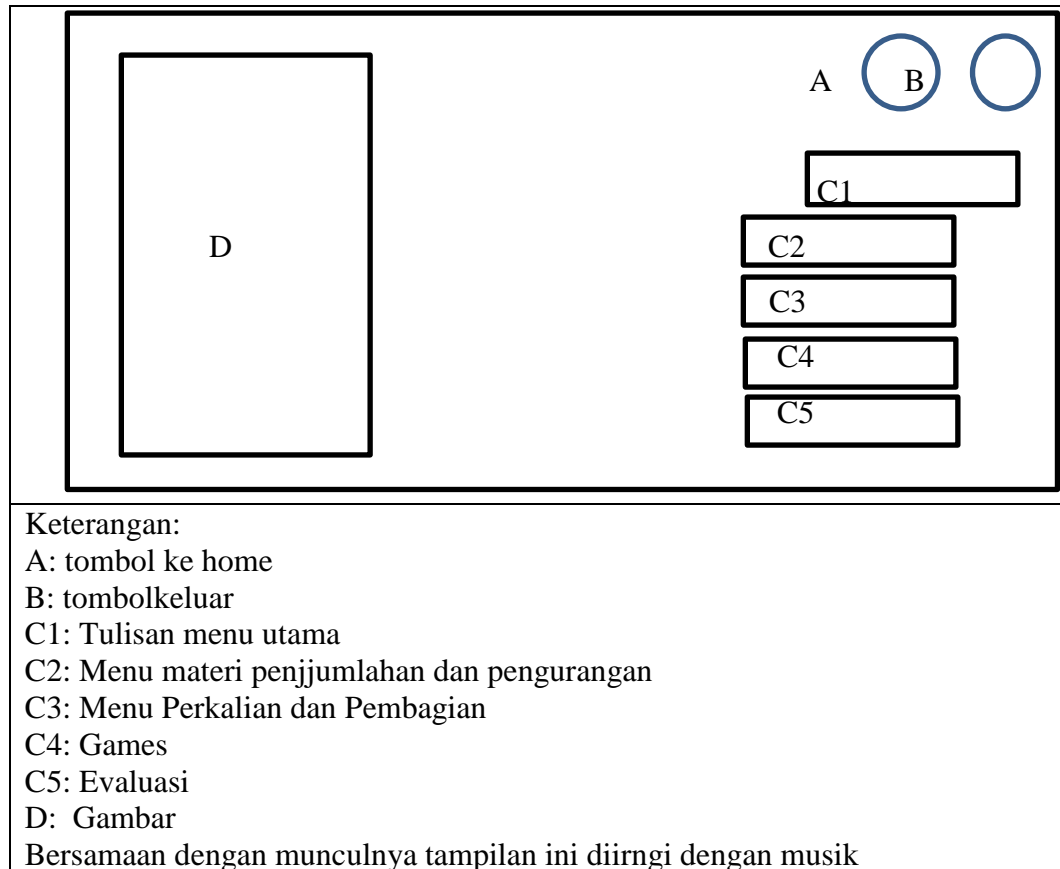 A B
C1
D C2
C3
C4
C5
Keterangan:
A: tombol ke home
B: tombolkeluar
C1: Tulisan menu utama
C2: Menu materi penjjumlahan dan pengurangan
C3: Menu Perkalian dan Pembagian
C4: Games
C5: Evaluasi
D: Gambar
Bersamaan dengan munculnya tampilan ini diirngi dengan musik